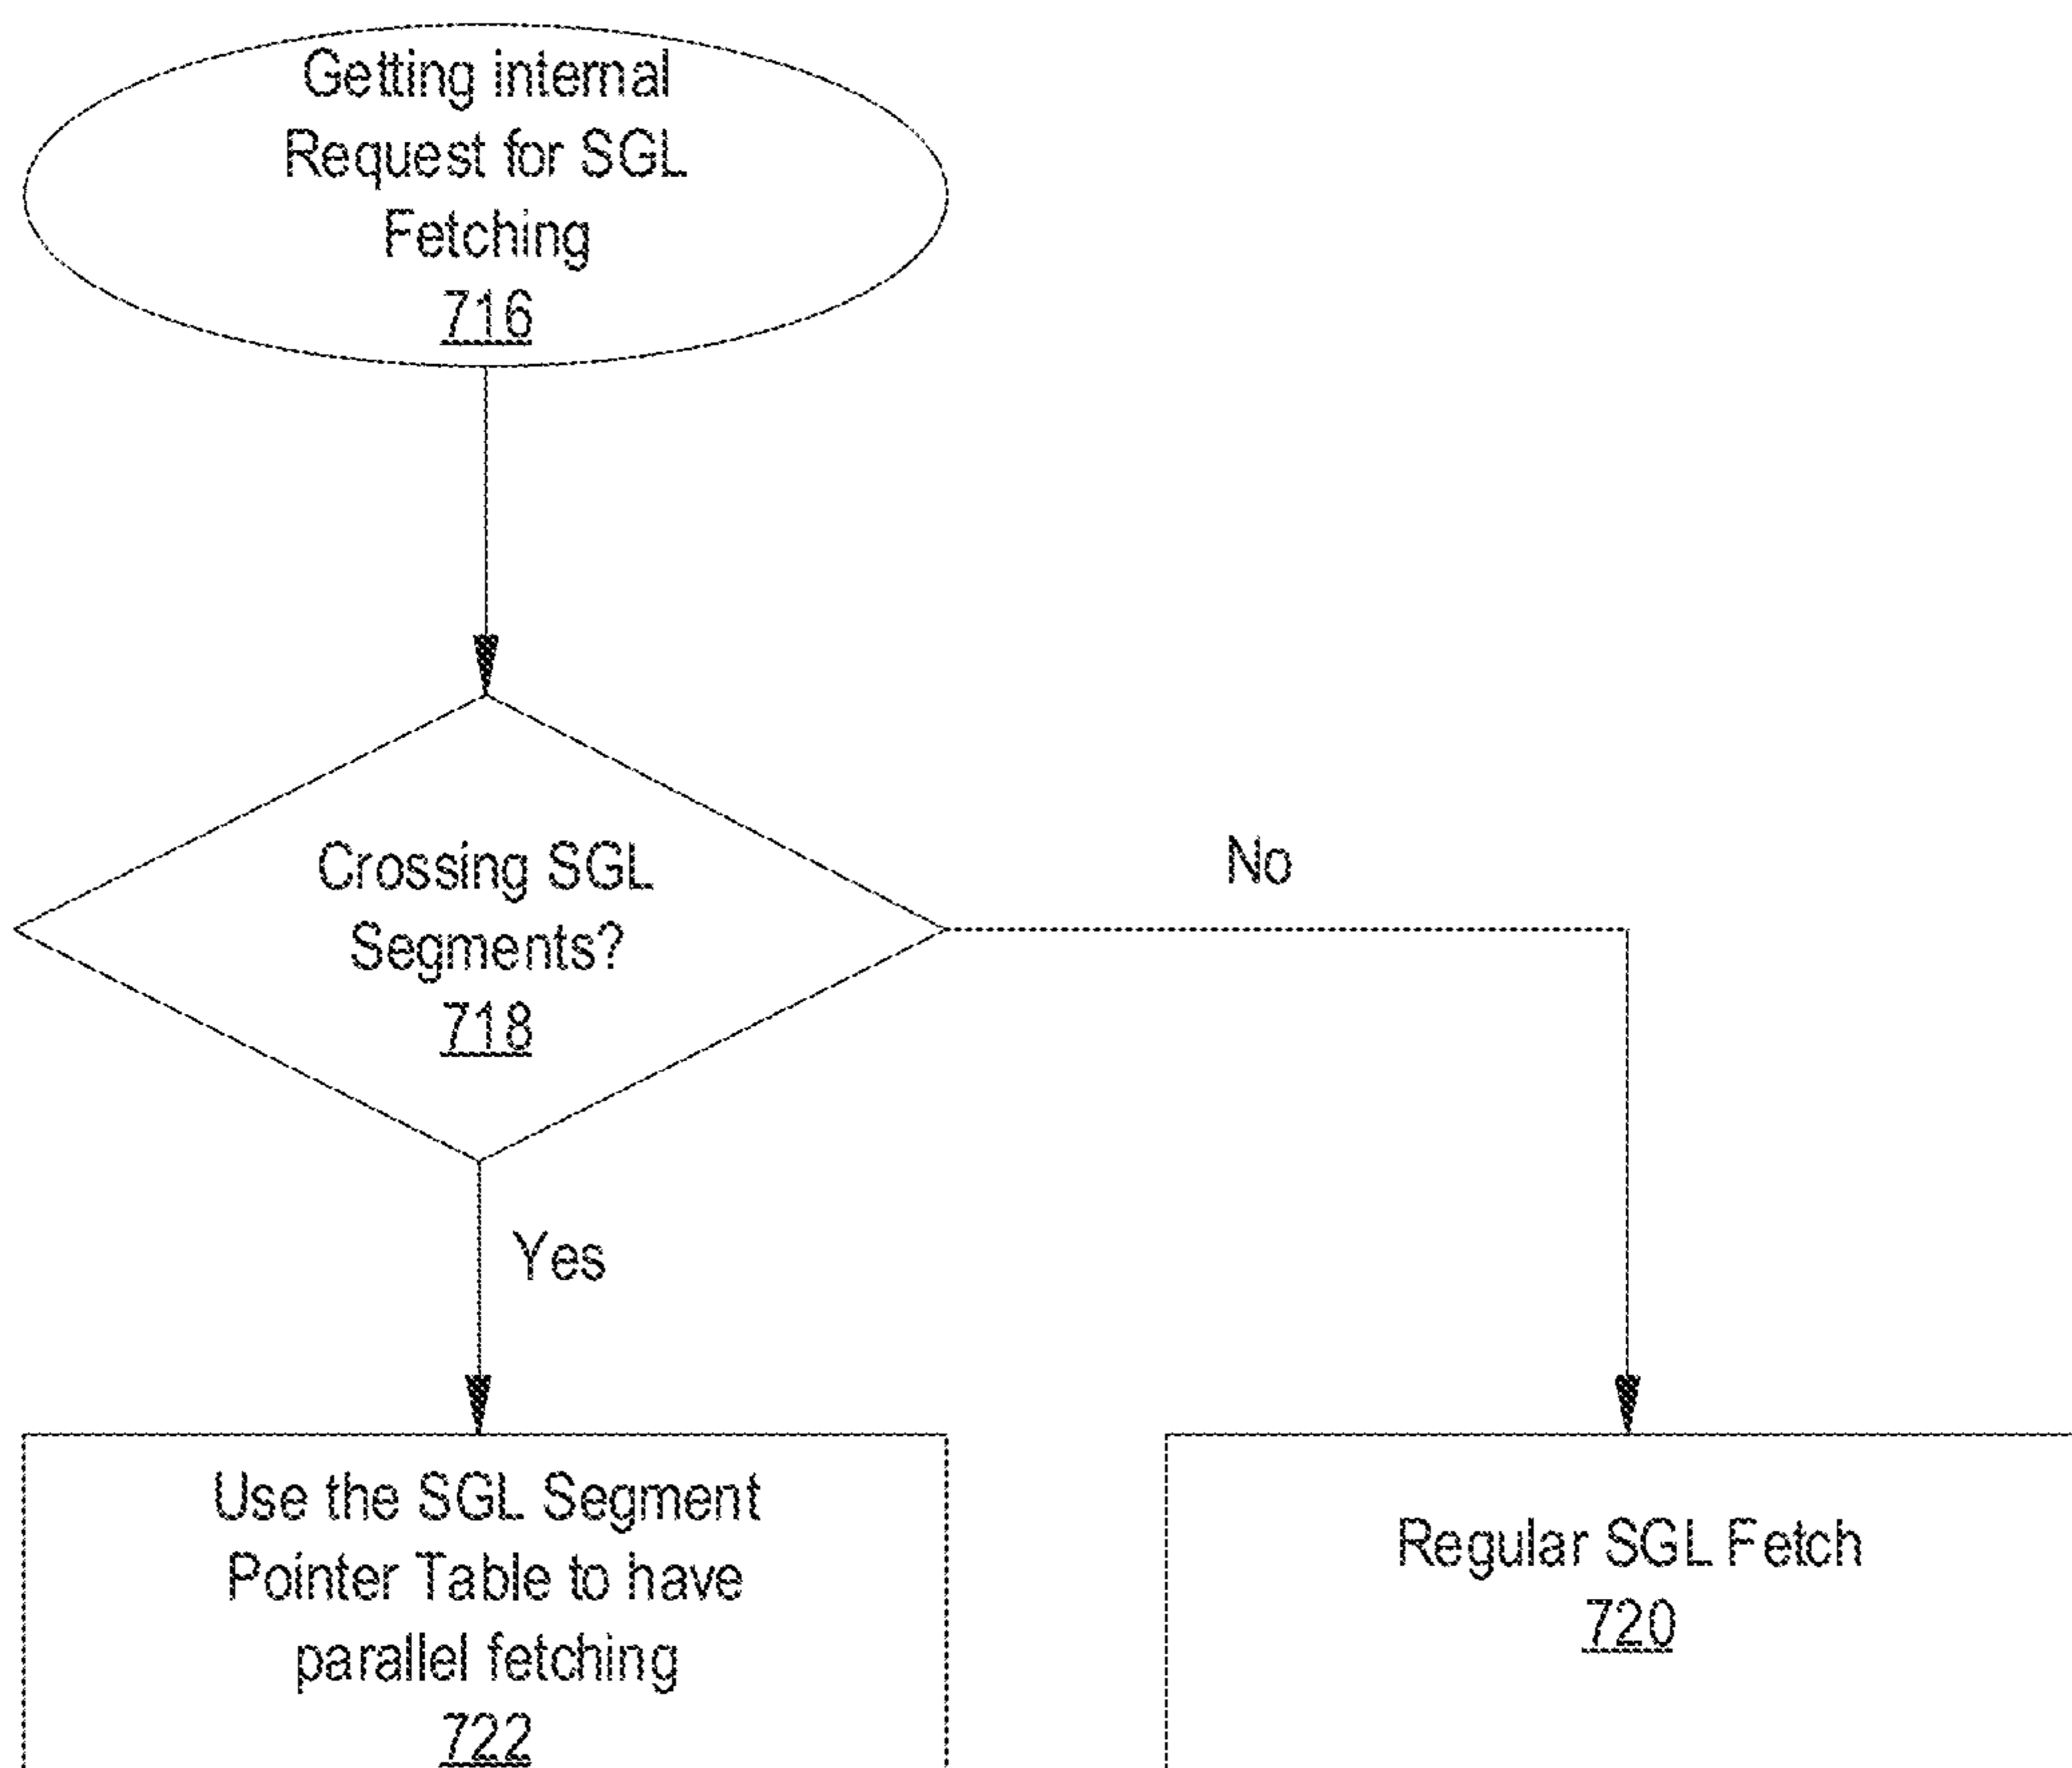 Getting internal
Request for SGL
Fetching
716
Crossing SGL
Segments?
718
No
Yes
Use the SGL Segment
Pointer Table to have
parallel fetching
722
Regular SGL Fetch
720